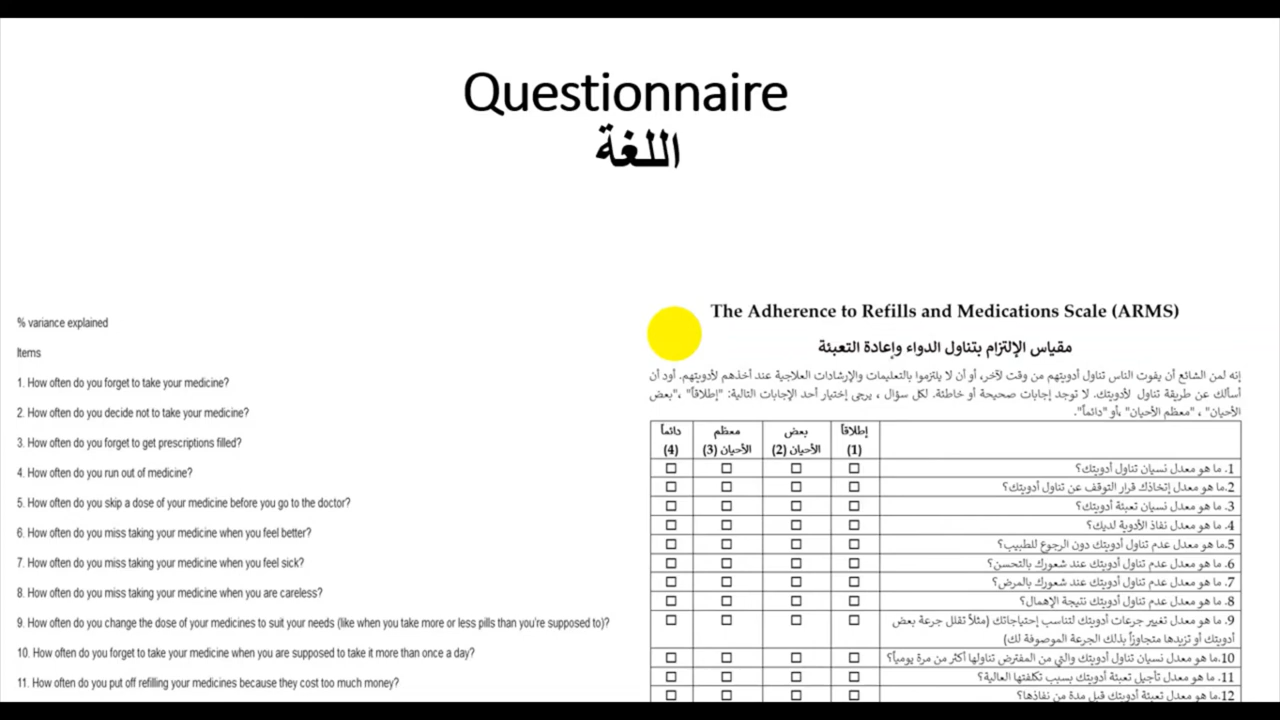 Questionnaire
اللغة
% variance explained
Items
1. How often do you forget to take your medicine?
2. How often do you decide not to take your medicine?
3. How often do you forget to get prescriptions filled?
4. How often do you run out of medicine?
5. How often do you skip a dose of your medicine before you go to the doctor?
6. How often do you miss taking your medicine when you feel better?
7. How often do you miss taking your medicine when you feel sick?
8. How often do you miss taking your medicine when you are careless?
9. How often do you change the dose of your medicines to suit your needs (like when you take more or less pills than you're supposed to)?
10. How often do you forget to take your medicine when you are supposed to take it more than once a day?
11. How often do you put off refilling your medicines because they cost too much money?
The Adherence to Refills and Medications Scale (ARMS)
مقياس الإلتزام بتناول الدواء وإعادة التعبئة
إنه لمن الشائع أن يفوت الناس تناول أدويتهم من وقت لآخر، أو أن لا يلتزموا بالتعليمات والإرشادات العلاجية عند أخذهم لأدويتهم. أود أن
أسألك عن طريقة تناول لأدويتك. لا توجد إجابات صحيحة أو خاطئة. لكل سؤال ، يرجى إختيار أحد الإجابات التالية: "إطلاقاً" ،"بعض
الأحيان" ، "معظم الأحيان" ،أو "دائماً".
إطلاقاً بعض معظم دائماً
(1) الأحيان (2) الأحيان (3) (4)
1. ما هو معدل نسيان تناول أدويتك؟
2.ما هو معدل إتخاذك قرار التوقف عن تناول أدويتك؟
3. ما هو معدل نسيان تعبئة أدويتك؟
4. ما هو معدل نفاذ الأدوية لديك؟
5.ما هو معدل عدم تناول أدويتك دون الرجوع للطبيب؟
6. ما هو معدل عدم تناول أدويتك عند شعورك بالتحسن؟
7. ما هو معدل عدم تناول أدويتك عند شعورك بالمرض؟
8. ما هو معدل عدم تناول أدويتك نتيجة الإهمال؟
9. ما هو معدل تغيير جرعات أدويتك لتناسب إحتياجاتك (مثلاً تقلل جرعة بعض
أدويتك أو تزيدها متجاوزاً بذلك الجرعة الموصوفة لك)
10.ما هو معدل نسيان تناول أدويتك والتي من المفترض تناولها أكثر من مرة يومياً؟
11. ما هو معدل تأجيل تعبئة أدويتك بسبب تكلفتها العالية؟
12.ما هو معدل تعبئة أدويتك قبل مدة من نفاذها؟